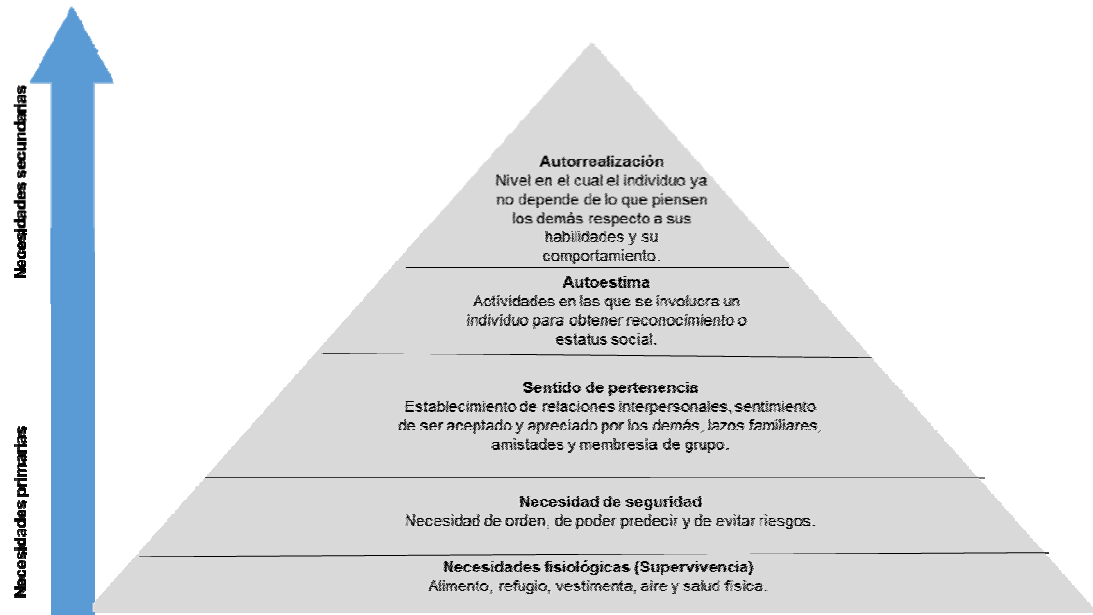 Necesidades secundarias
Necesidades primarias
Autorrealización
Nivel en el cual el individuo ya
no depende de lo que piensen
los demás respecto a sus
habilidades y su
comportamiento.
Autoestima
Actividades en las que se involucra un
individuo para obtener reconocimiento o
estatus social.
Sentido de pertenencia
Establecimiento de relaciones interpersonales, sentimiento
de ser aceptado y apreciado por los demás, lazos familiares,
amistades y membresía de grupo.
Necesidad de seguridad
Necesidad de orden, de poder predecir y de evitar riesgos.
Necesidades fisiológicas (Supervivencia)
Alimento, refugio, vestimenta, aire y salud física.